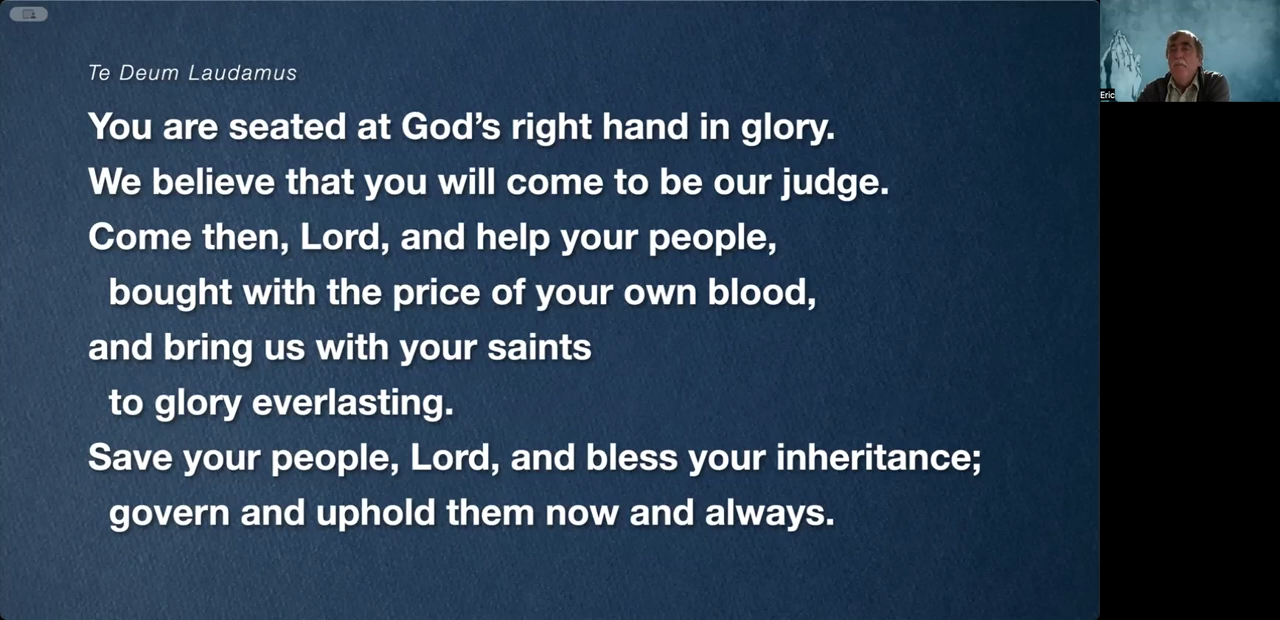 Te Deum Laudamus
You are seated at God’s right hand in glory.
We believe that you will come to be our judge.
Come then, Lord, and help your people,
bought with the price of your own blood,
and bring us with your saints
to glory everlasting.
Save your people, Lord, and bless your inheritance;
govern and uphold them now and always.
Eric